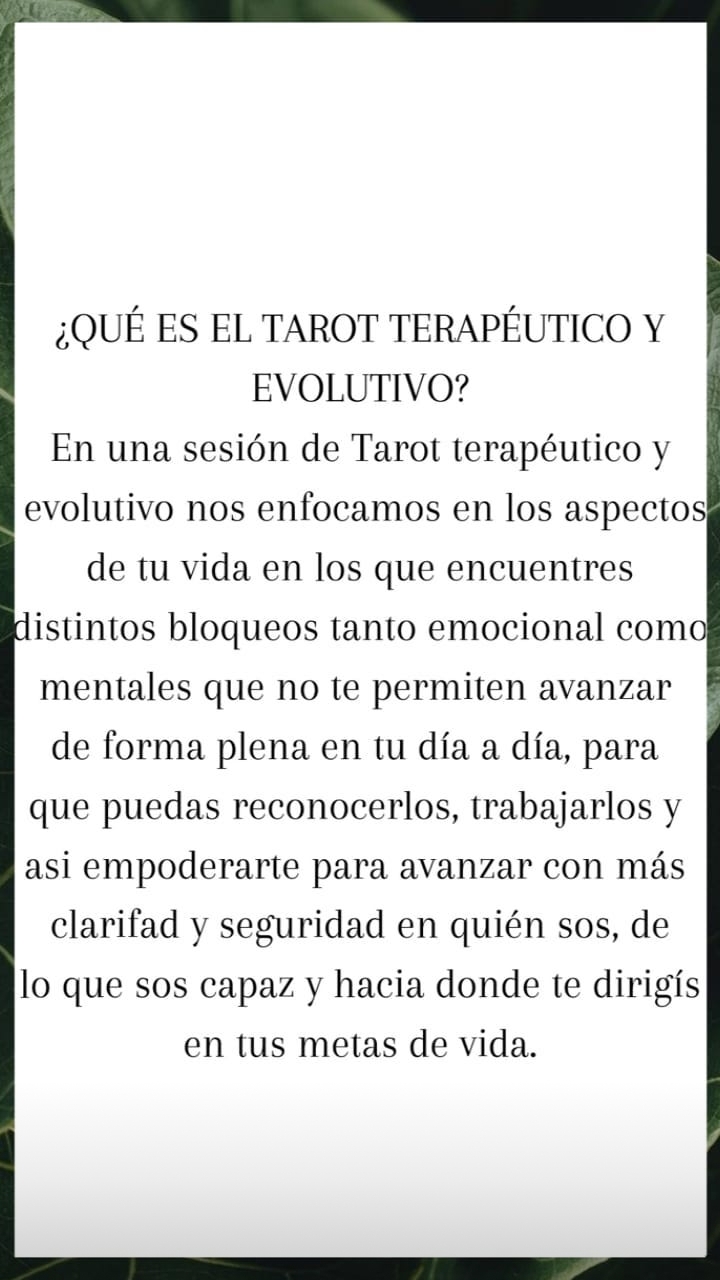 ¿QUÉ ES EL TAROT TERAPÉUTICO Y
EVOLUTIVO?
En una sesión de Tarot terapéutico y
evolutivo nos enfocamos en los aspectos
de tu vida en los que encuentres
distintos bloqueos tanto emocional como
mentales que no te permiten avanzar
de forma plena en tu día a día, para
que puedas reconocerlos, trabajarlos y
asi empoderarte para avanzar con más
clarifad y seguridad en quién sos, de
lo que sos capaz y hacia donde te dirigís
en tus metas de vida.